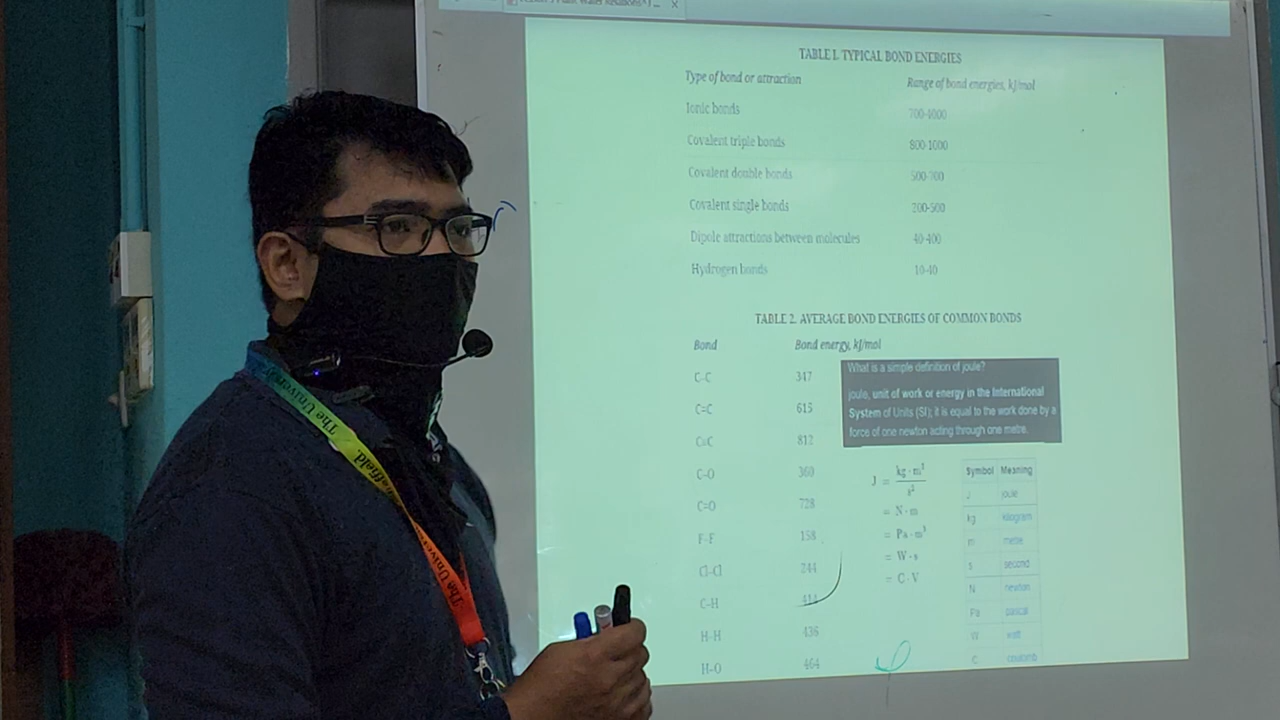 TABLE 1. TYPICAL BOND ENERGIES
Type of bond or attraction Range of bond energies, kJ/mol
Ionic bonds 700-4000
Covalent triple bonds 800-1000
Covalent double bonds 500-700
Covalent single bonds 200-500
Dipole attractions between molecules 40-400
Hydrogen bonds 10-40
TABLE 2. AVERAGE BOND ENERGIES OF COMMON BONDS
Bond Bond energy, kJ/mol
C–C 347
C=C 615
C≡C 812
C–O 360
C=O 728
F–F 158
Cl–Cl 244
C–H 414
H–H 436
H–O 464
What is a simple definition of joule?
joule, unit of work or energy in the International
System of Units (SI); it is equal to the work done by a
force of one newton acting through one metre.
J = kg·m²
s²
= N·m
= Pa·m³
= W·s
= C·V
Symbol Meaning
J joule
kg kilogram
m metre
s second
N newton
Pa pascal
W watt
C coulomb
The University
Sheffield.
The Univers